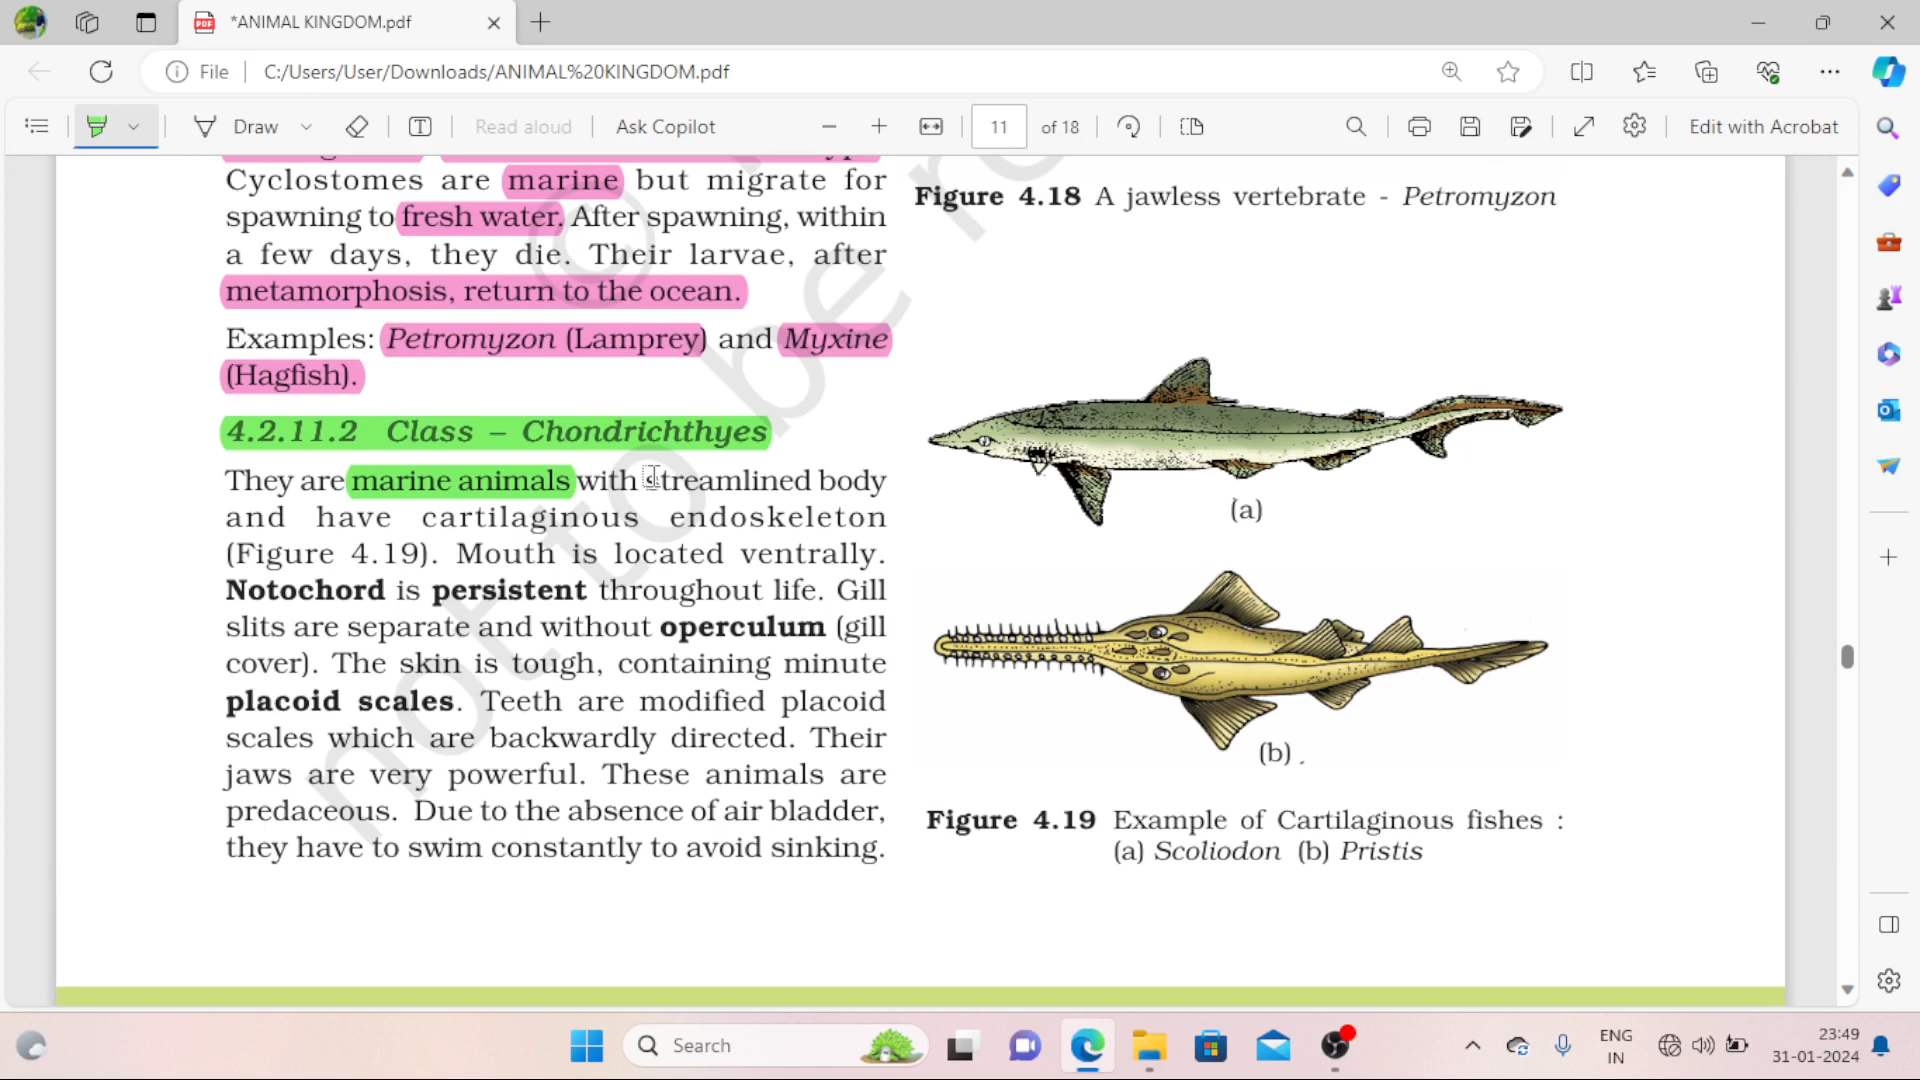 *ANIMAL KINGDOM.pdf
File
C:/Users/User/Downloads/ANIMAL%20KINGDOM.pdf
Draw
Read aloud
Ask Copilot
11
of 18
Edit with Acrobat
Cyclostomes are marine but migrate for
spawning to fresh water. After spawning, within
a few days, they die. Their larvae, after
metamorphosis, return to the ocean.
Examples: Petromyzon (Lamprey) and Myxine
(Hagfish).
4.2.11.2 Class – Chondrichthyes
They are marine animals with streamlined body
and have cartilaginous endoskeleton
(Figure 4.19). Mouth is located ventrally.
Notochord is persistent throughout life. Gill
slits are separate and without operculum (gill
cover). The skin is tough, containing minute
placoid scales. Teeth are modified placoid
scales which are backwardly directed. Their
jaws are very powerful. These animals are
predaceous. Due to the absence of air bladder,
they have to swim constantly to avoid sinking.
Figure 4.18 A jawless vertebrate - Petromyzon
(a)
(b)
Figure 4.19 Example of Cartilaginous fishes :
(a) Scoliodon (b) Pristis
not to be re
Search
ENG
IN
23:49
31-01-2024